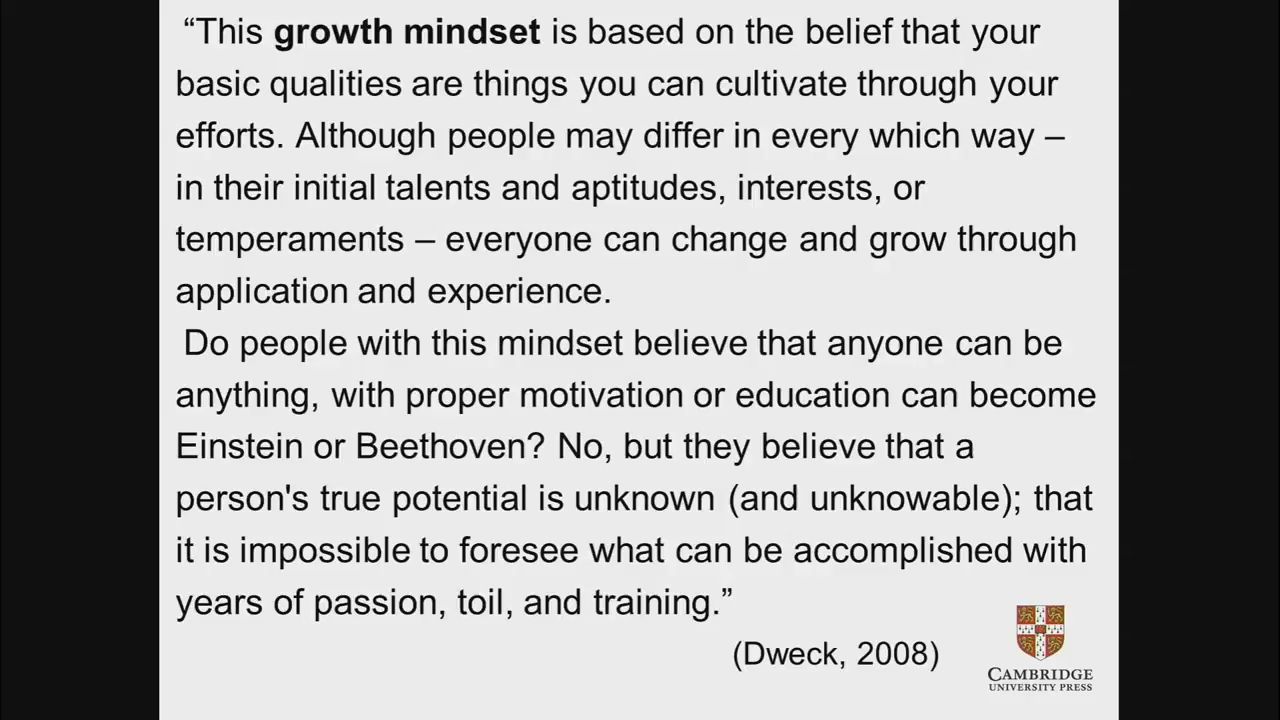 “This growth mindset is based on the belief that your
basic qualities are things you can cultivate through your
efforts. Although people may differ in every which way –
in their initial talents and aptitudes, interests, or
temperaments – everyone can change and grow through
application and experience.
Do people with this mindset believe that anyone can be
anything, with proper motivation or education can become
Einstein or Beethoven? No, but they believe that a
person's true potential is unknown (and unknowable); that
it is impossible to foresee what can be accomplished with
years of passion, toil, and training.”
(Dweck, 2008)
CAMBRIDGE
UNIVERSITY PRESS